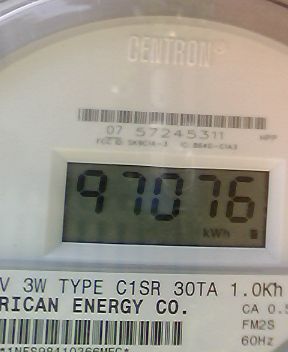 CENTRON®
07 57245311
97076
kWh
V 3W TYPE C1SR 30TA 1.0Kh
RICAN ENERGY CO.
CA 0.5
FM2S
60Hz